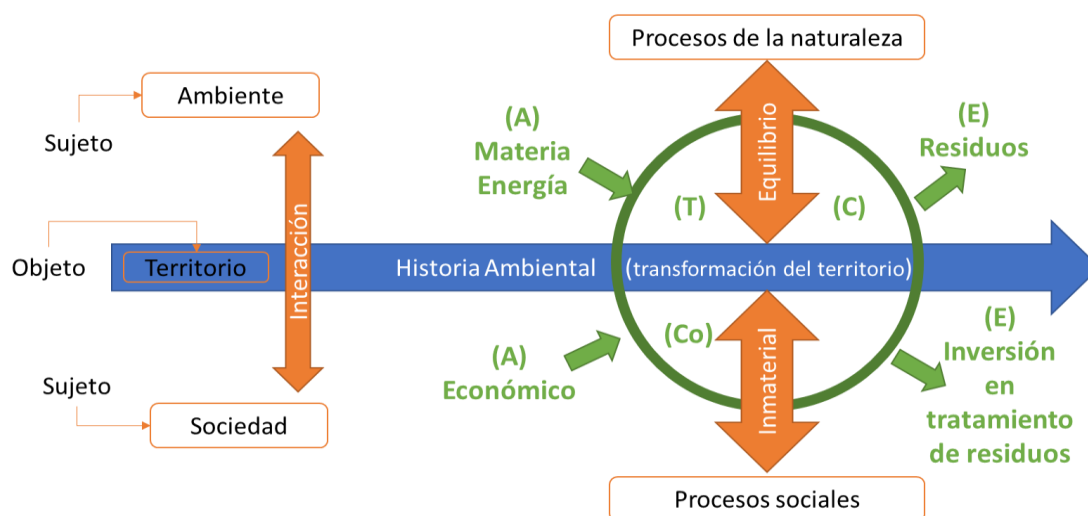 Procesos de la naturaleza
Ambiente
Sujeto
Interacción
Objeto
Territorio
Sujeto
Sociedad
Historia Ambiental
(transformación del territorio)
(A)
Materia
Energía
(T)
Equilibrio
(C)
(E)
Residuos
(A)
Económico
(Co)
Inmaterial
(E)
Inversión
en
tratamiento
de residuos
Procesos sociales